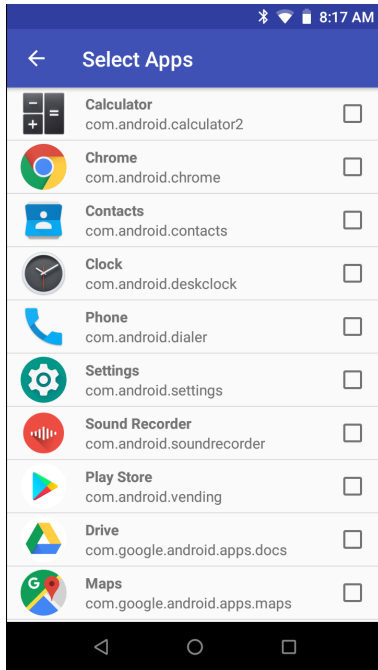 8:17 AM
Select Apps
Calculator
com.android.calculator2
Chrome
com.android.chrome
Contacts
com.android.contacts
Clock
com.android.deskclock
Phone
com.android.dialer
Settings
com.android.settings
Sound Recorder
com.android.soundrecorder
Play Store
com.android.vending
Drive
com.google.android.apps.docs
G
Maps
com.google.android.apps.maps